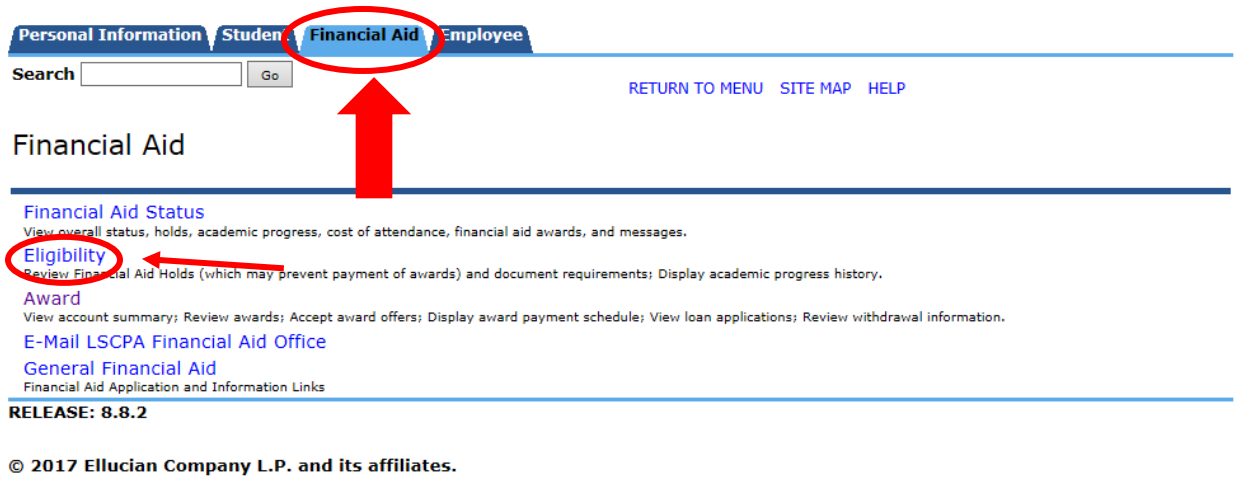 Personal Information Student Financial Aid Employee
Search Go
RETURN TO MENU SITE MAP HELP
Financial Aid
Financial Aid Status
View overall status, holds, academic progress, cost of attendance, financial aid awards, and messages.
Eligibility
Review Financial Aid Holds (which may prevent payment of awards) and document requirements; Display academic progress history.
Award
View account summary; Review awards; Accept award offers; Display award payment schedule; View loan applications; Review withdrawal information.
E-Mail LSCPA Financial Aid Office
General Financial Aid
Financial Aid Application and Information Links
RELEASE: 8.8.2
© 2017 Ellucian Company L.P. and its affiliates.